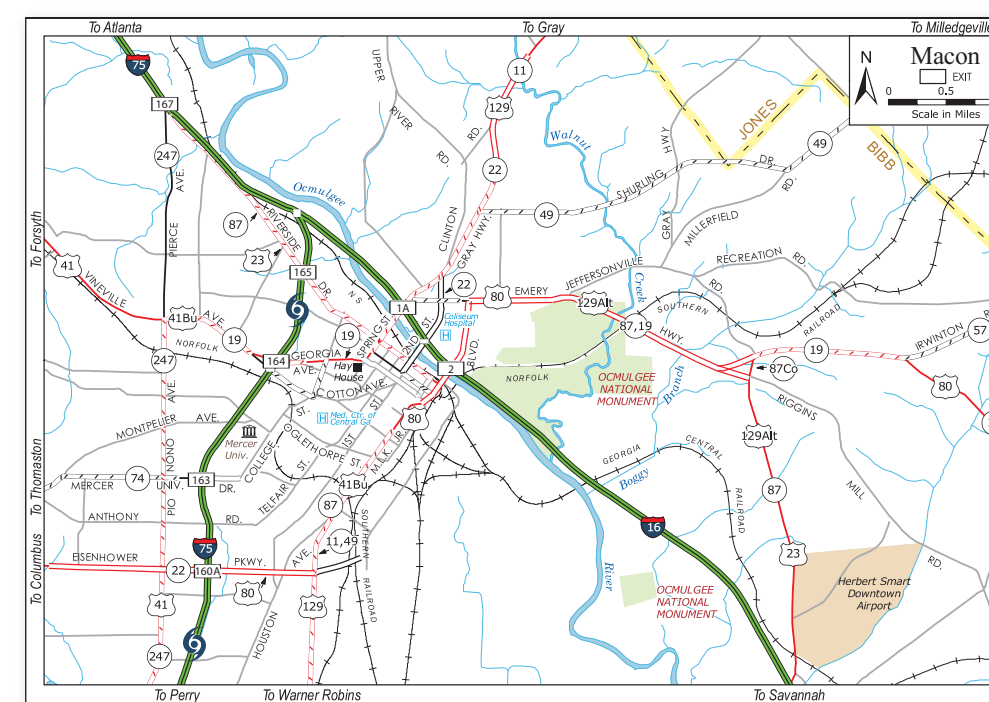 To Atlanta
To Gray
To Milledgeville
N
Macon
EXIT
0 0.5
Scale in Miles
75
167
247
PIERCE
AVE.
UPPER
RIVER
RD.
11
129
22
RD.
CLINTON
GRAY HWY.
Walnut
Creek
HWY
GRAY
JONES
BIBB
49
SHURLING
DR.
49
RD.
MILLERFIELD
Ocmulgee
87
RIVERSIDE
DR.
23
165
N S
To Forsyth
41
VINEVILLE
AVE.
41Bu
19
NORFOLK
247
164
GEORGIA
AVE.
19
Hay
House
SPRING ST.
1A
22
2ND
ST.
Coliseum
Hospital
H
80
EMERY
JEFFERSONVILLE
RECREATION
RD.
RD.
129Alt
87,19
HWY.
SOUTHERN
RAILROAD
19
IRWINTON
R
57
80
87Co
RIGGINS
MILL
RD.
BLVD.
2
NORFOLK
OCMULGEE
NATIONAL
MONUMENT
Branch
Boggy
COTTON AVE.
ST.
H
Med. Ctr. of
Central Ga
80
OGLETHORPE ST.
1ST
ST.
M.L.K. JR
MONTPELIER AVE.
Mercer
Univ.
COLLEGE
TELFAIR
ST.
PIO NONO
AVE.
To Thomaston
74
MERCER UNIV. DR.
163
ANTHONY RD.
41Bu
87
GEORGIA CENTRAL
RAILROAD
129Alt
87
16
23
75
EISENHOWER PKWY.
22
160A
80
AVE.
HOUSTON
11,49
129
SOUTHERN
RAILROAD
41
247
To Columbus
River
OCMULGEE
NATIONAL
MONUMENT
Herbert Smart
Downtown
Airport
To Perry
To Warner Robins
To Savannah